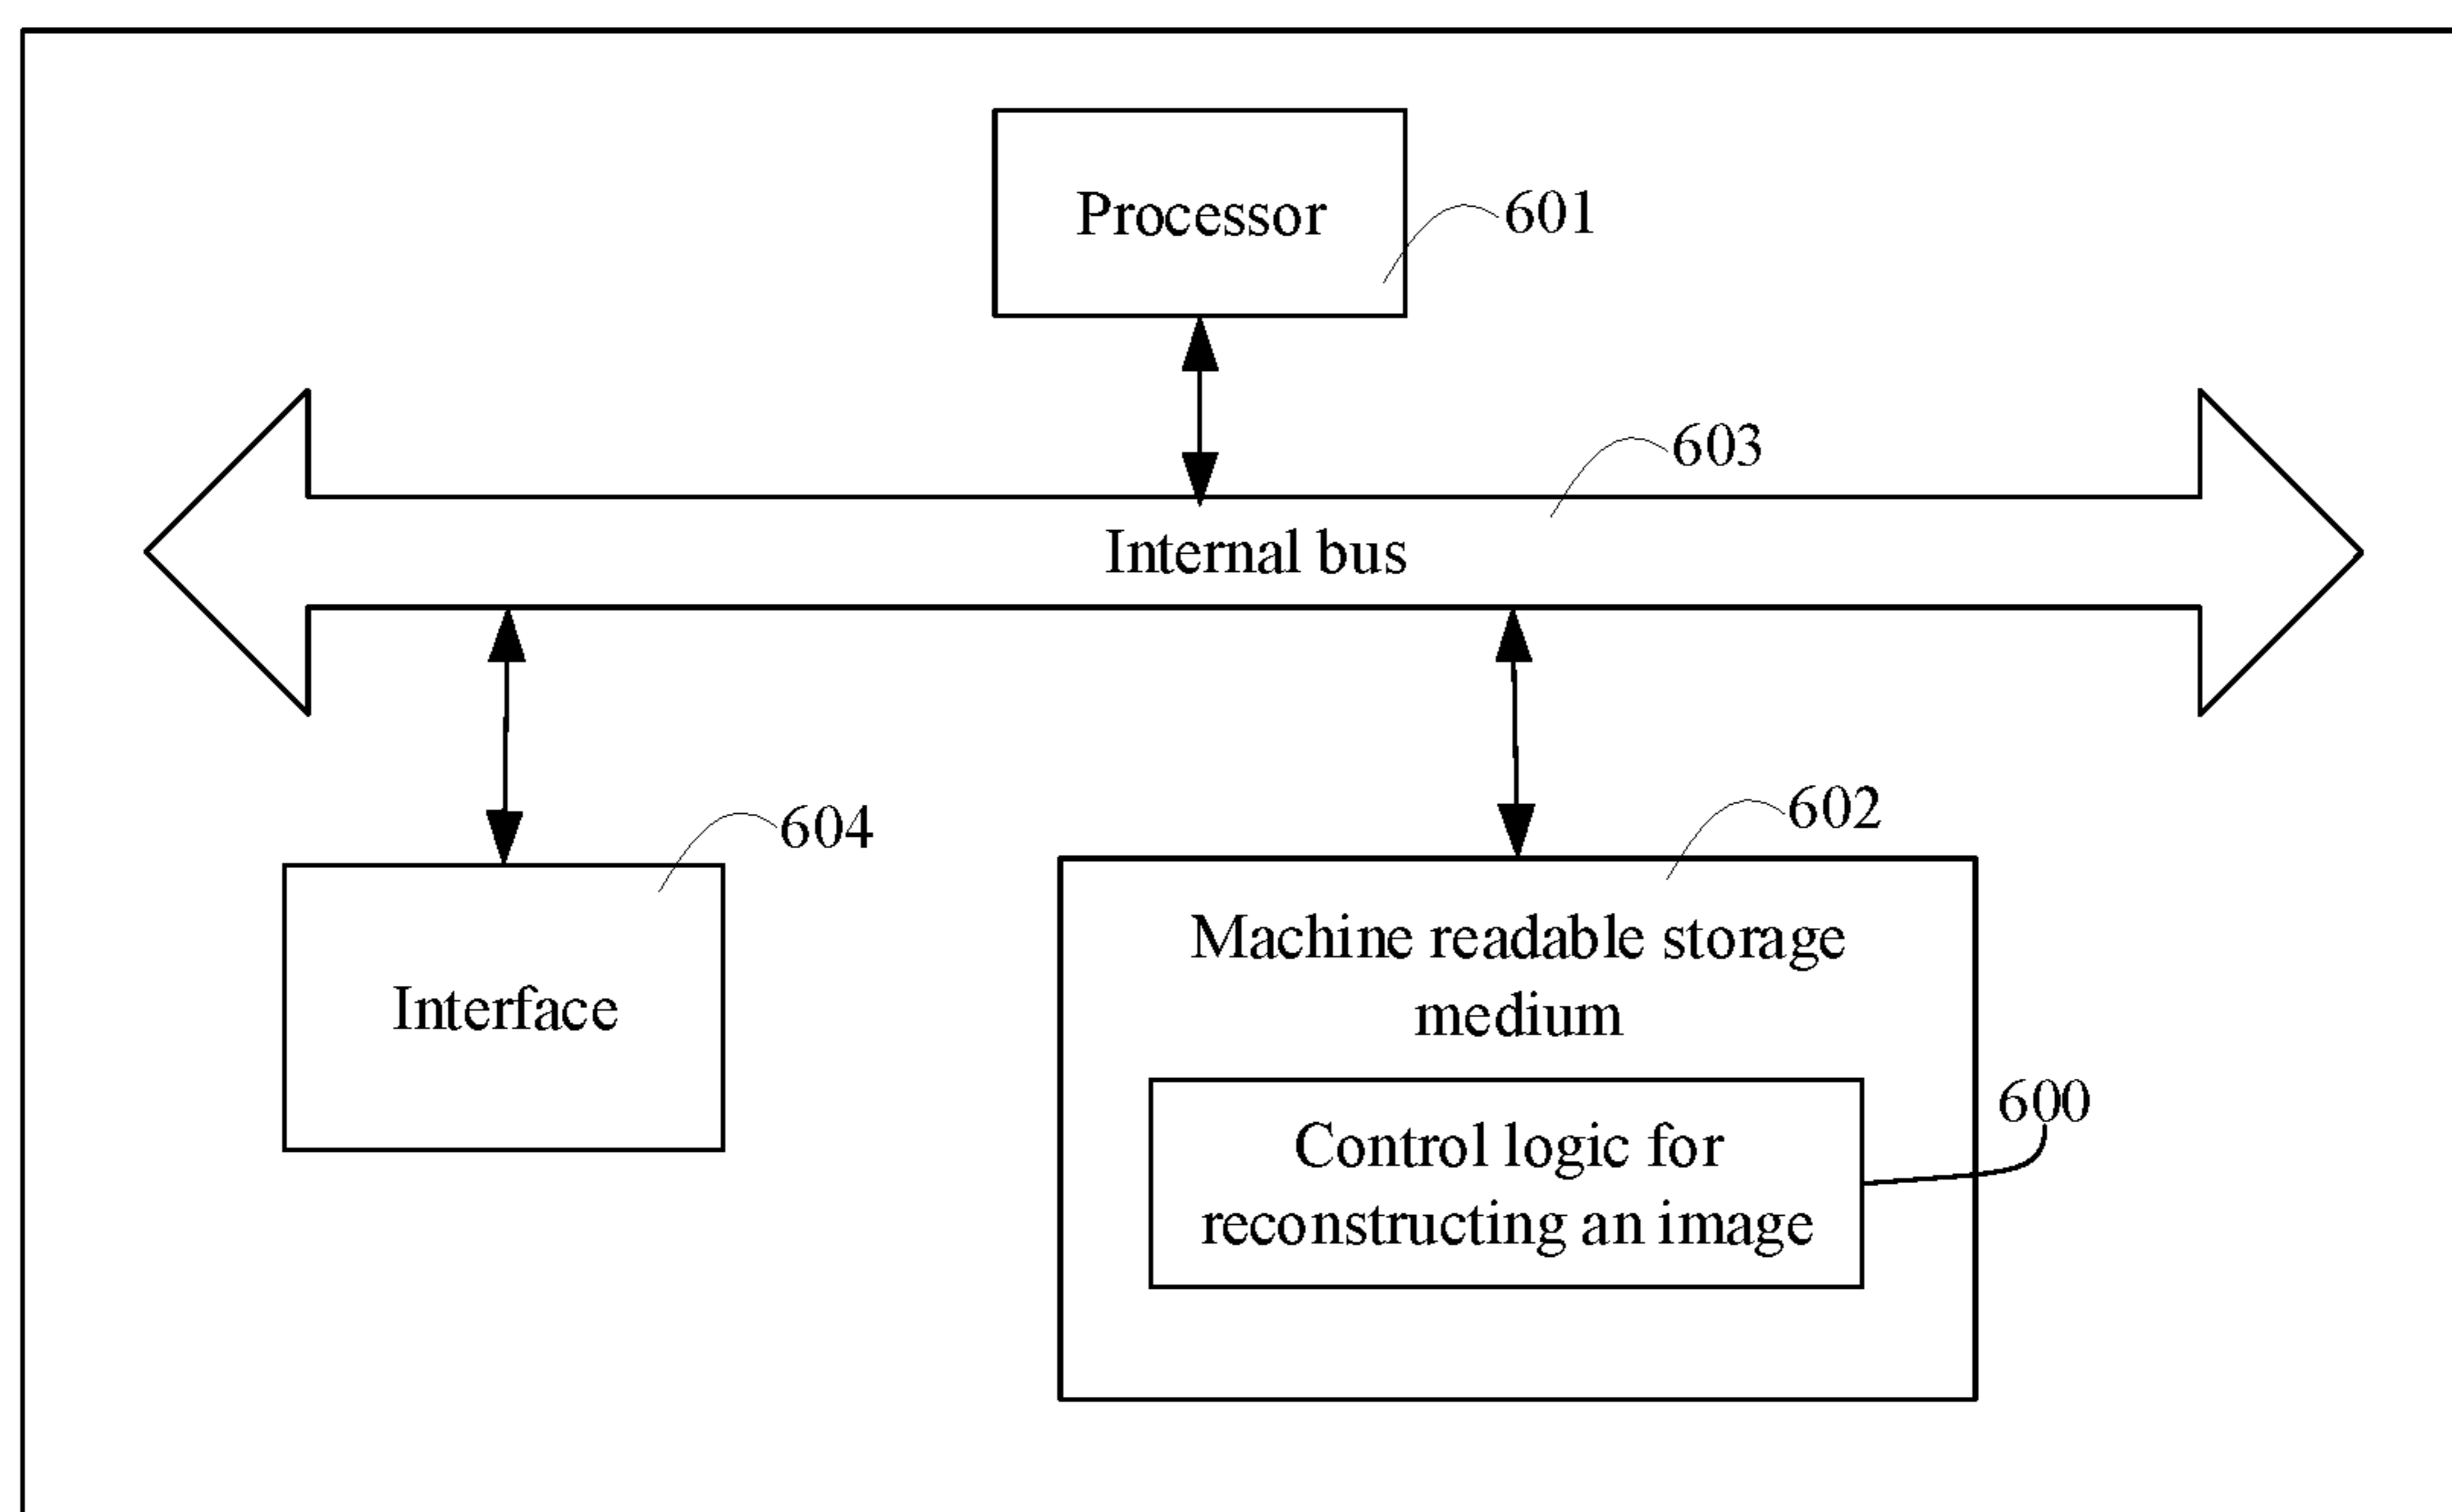 Processor
601
603
Internal bus
604
602
Machine readable storage
medium
Interface
600
Control logic for
reconstructing an image